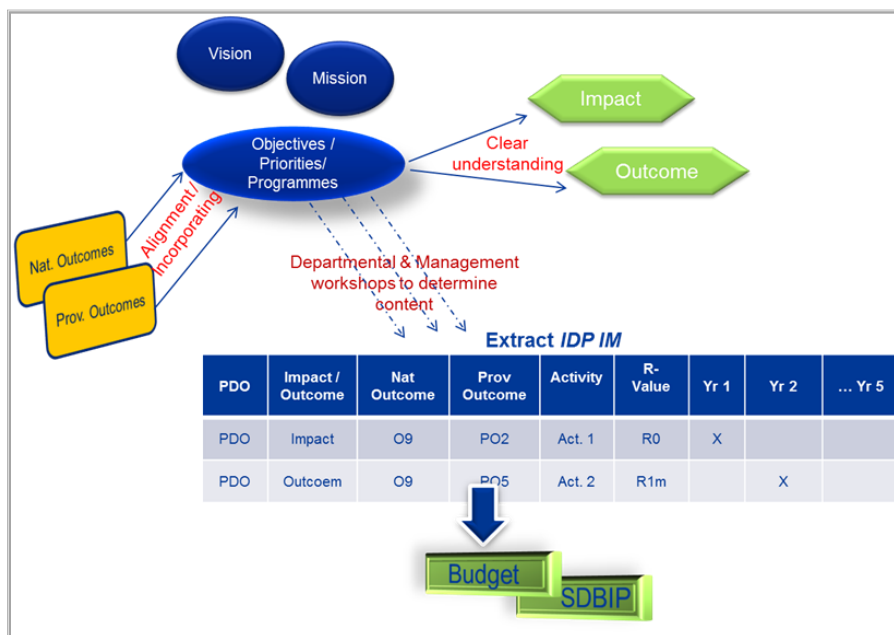 Vision
Mission
Objectives /
Priorities/
Programmes
Impact
Clear
understanding
Outcome
Alignment /
Incorporating
Nat. Outcomes
Prov. Outcomes
Departmental & Management
workshops to determine
content
Extract IDP IM
PDO Impact / Outcome Nat Outcome Prov Outcome Activity R-Value Yr 1 Yr 2 ... Yr 5
PDO Impact O9 PO2 Act. 1 R0 X
PDO Outcoem O9 PO5 Act. 2 R1m X
Budget
SDBIP